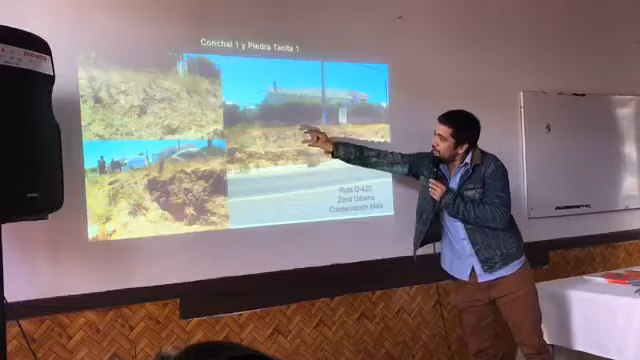 Conchal 1 y Piedra Tacita 1
Ruta D-420
Zona Urbana
Conservación Mala